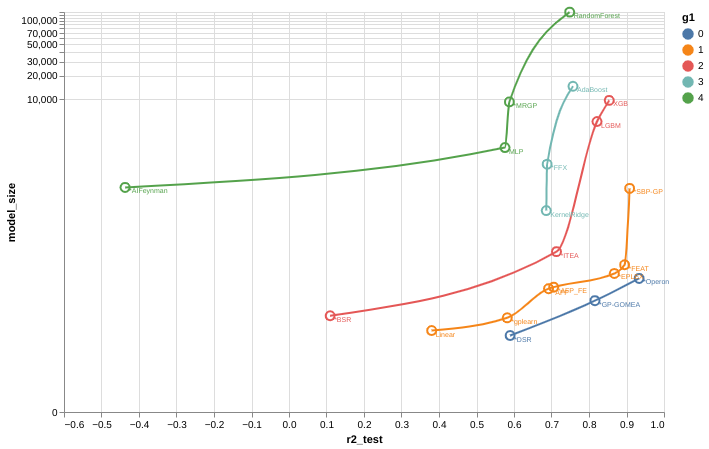 100,000
70,000
50,000
30,000
20,000
10,000
0
model_size
−0.6 −0.5 −0.4 −0.3 −0.2 −0.1 0.0 0.1 0.2 0.3 0.4 0.5 0.6 0.7 0.8 0.9 1.0
r2_test
g1
0
1
2
3
4
RandomForest
AdaBoost
MRGP
XGB
LGBM
MLP
FFX
AIFeynman
SBP-GP
KernelRidge
ITEA
FEAT
EPLEX
Operon
GP-GOMEA
BSR
gplearn
Linear
DSR